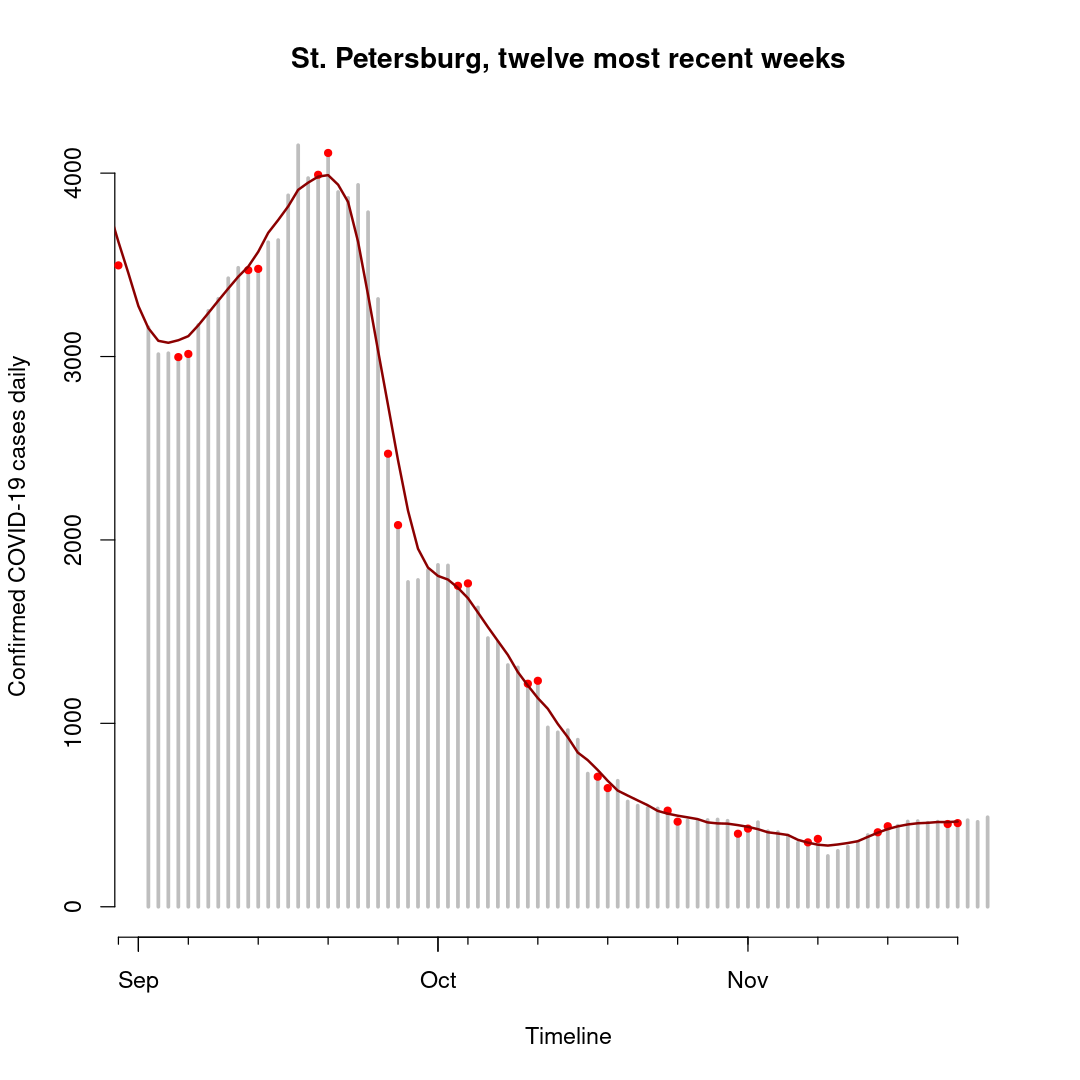 St. Petersburg, twelve most recent weeks
Confirmed COVID-19 cases daily
4000
3000
2000
1000
0
Sep Oct Nov
Timeline